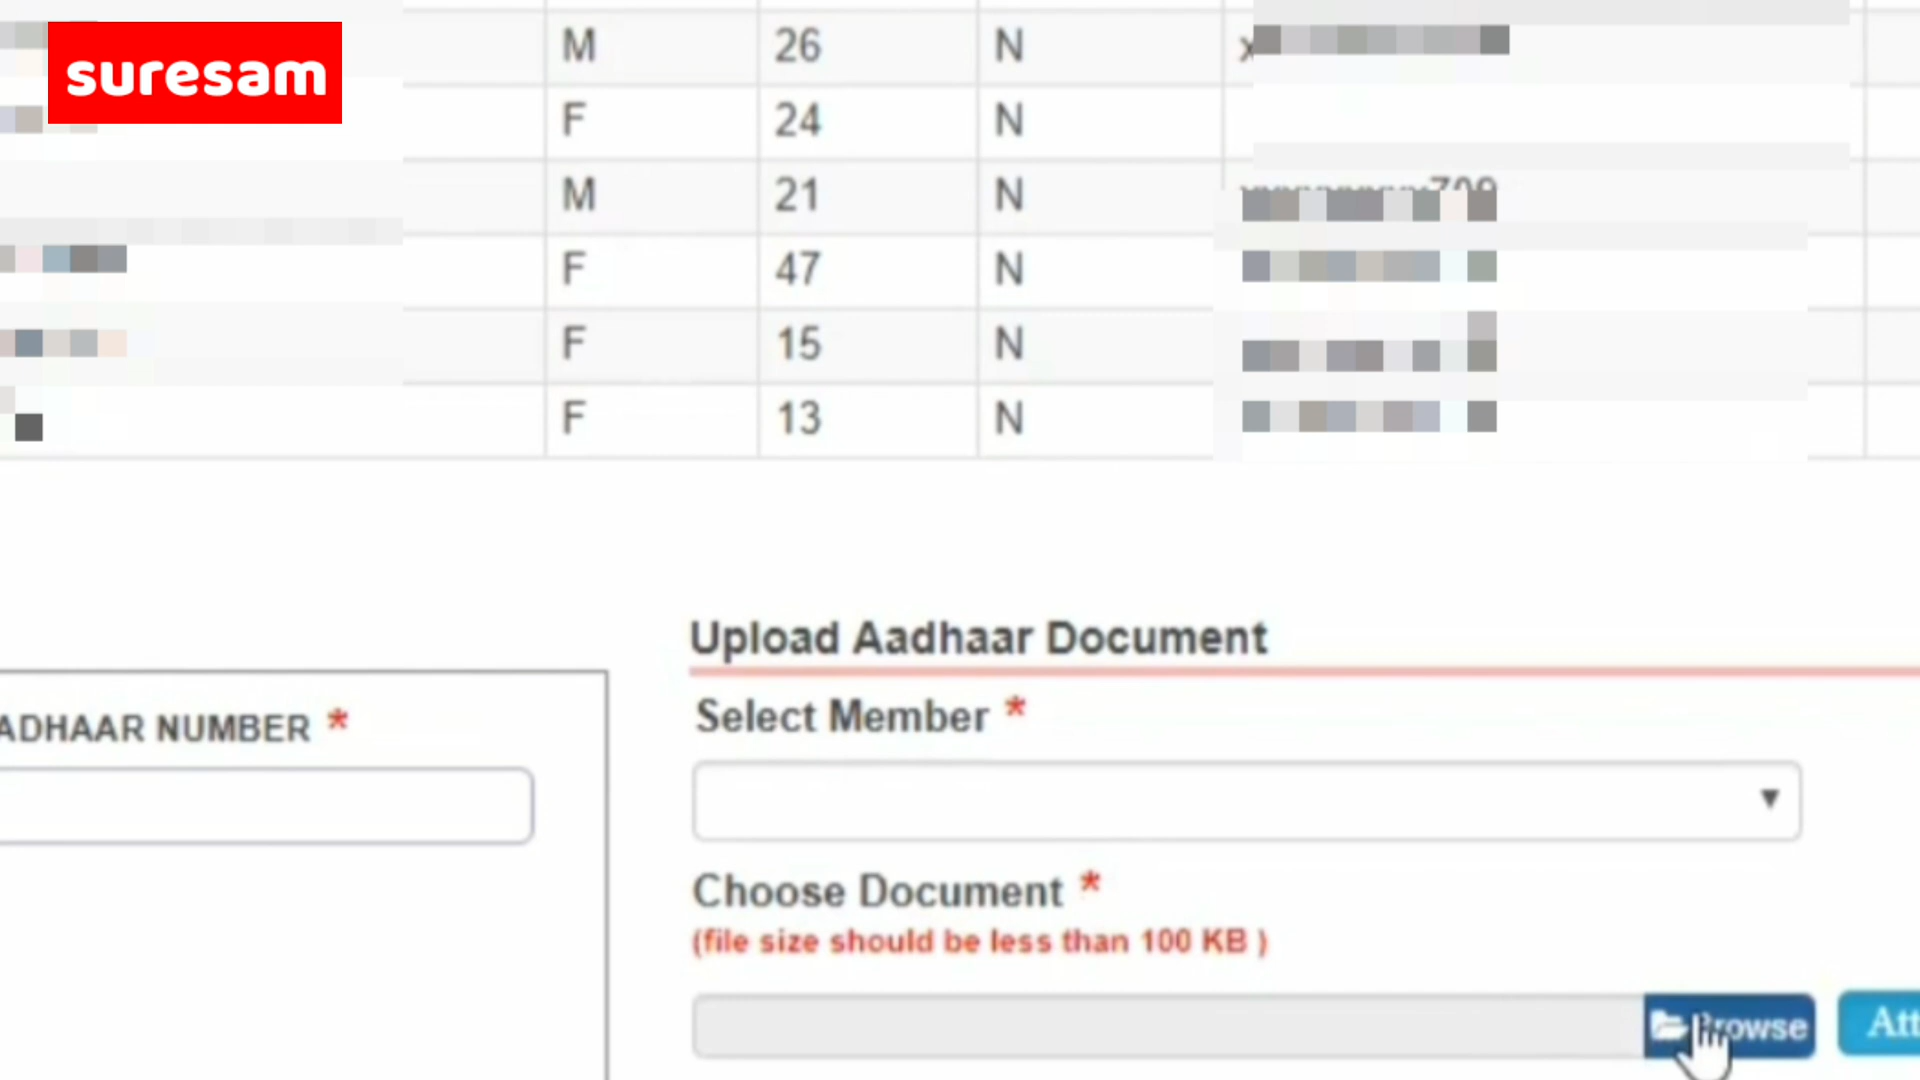 suresam
M 26 N
F 24 N
M 21 N
F 47 N
F 15 N
F 13 N
Upload Aadhaar Document
ADHAAR NUMBER *
Select Member *
Choose Document *
(file size should be less than 100 KB )
Browse
Att